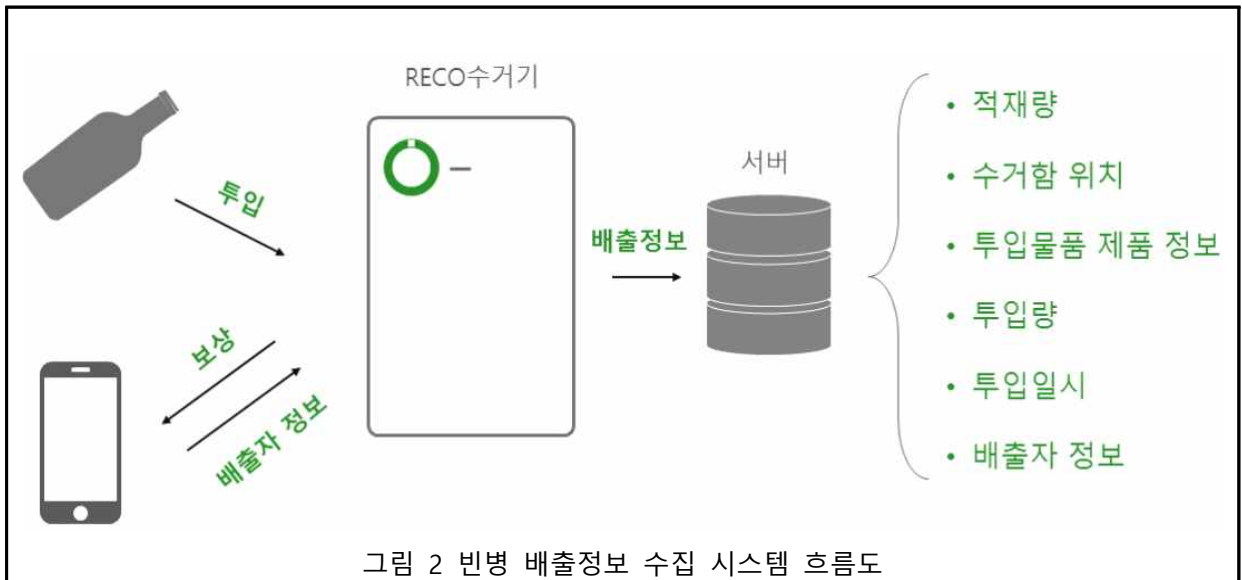 RECO수거기
투입
보상
배출자 정보
배출정보
서버
• 적재량
• 수거함 위치
• 투입물품 제품 정보
• 투입량
• 투입일시
• 배출자 정보
그림 2 빈병 배출정보 수집 시스템 흐름도